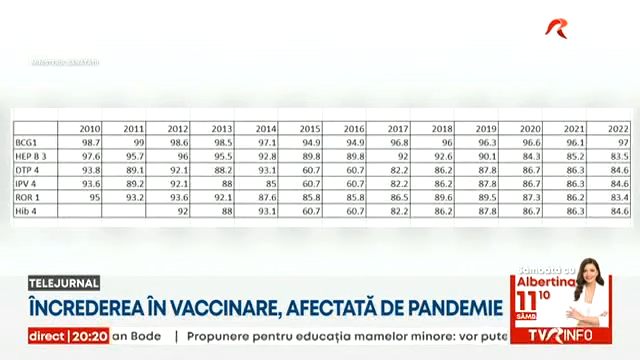 MINISTERUL SĂNĂTĂȚII
2010 2011 2012 2013 2014 2015 2016 2017 2018 2019 2020 2021 2022
BCG1 98.7 99 98.6 98.5 97.1 94.9 94.9 96.8 96 96.3 96.6 96.1 97
HEP B 3 97.6 95.7 96 95.5 92.8 89.8 89.8 92 92.6 90.1 84.3 85.2 83.5
DTP 4 93.8 89.1 92.1 88.2 93.1 60.7 60.7 82.2 86.2 87.8 86.7 86.3 84.6
IPV 4 93.6 89.2 92.1 88 85 60.7 60.7 82.2 86.2 87.8 86.7 86.3 84.6
ROR 1 95 93.2 93.6 92.1 87.6 85.8 85.8 86.5 89.6 89.5 87.3 86.2 83.4
Hib 4 92 88 93.1 60.7 60.7 82.2 86.2 87.8 86.7 86.3 84.6
TELEJURNAL
ÎNCREDEREA ÎN VACCINARE, AFECTATĂ DE PANDEMIE
Sămbăta cu
Albertina
11:10
SÂMB.
direct 20:20 an Bode Propunere pentru educația mamelor minore: vor pute
TVR INFO